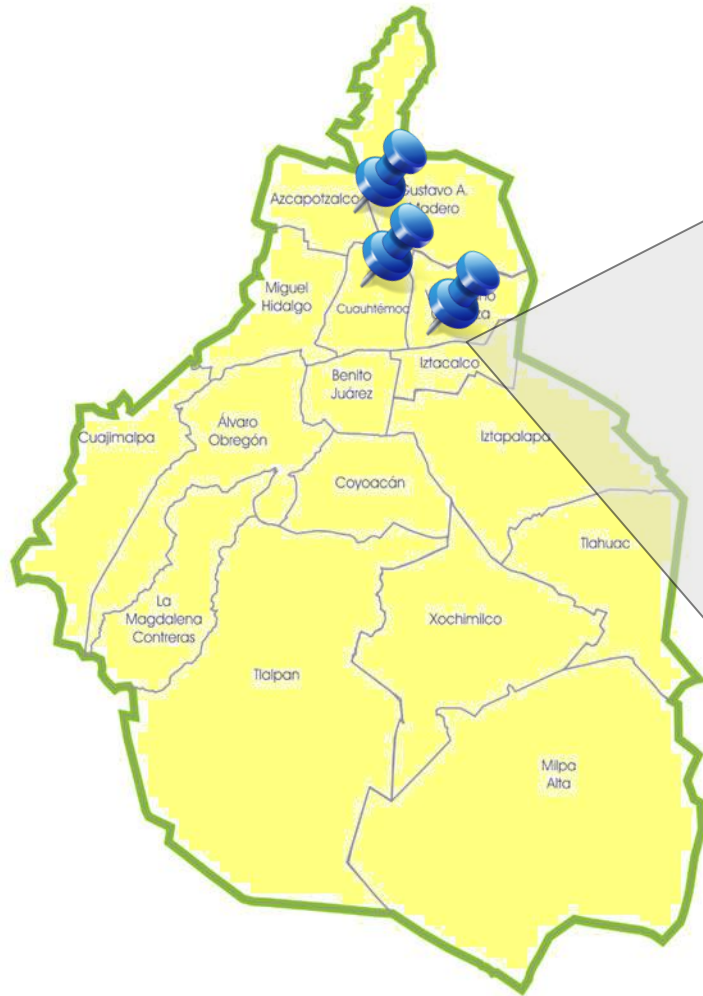 Azcapotzalco
Gustavo A.
Madero
Miguel
Hidalgo
Cuauhtémoc
Iztacalco
Benito
Juárez
Cuajimalpa
Álvaro
Obregón
Iztapalapa
Coyoacán
Tlahuac
La
Magdalena
Contreras
Xochimilco
Tlalpan
Milpa
Alta